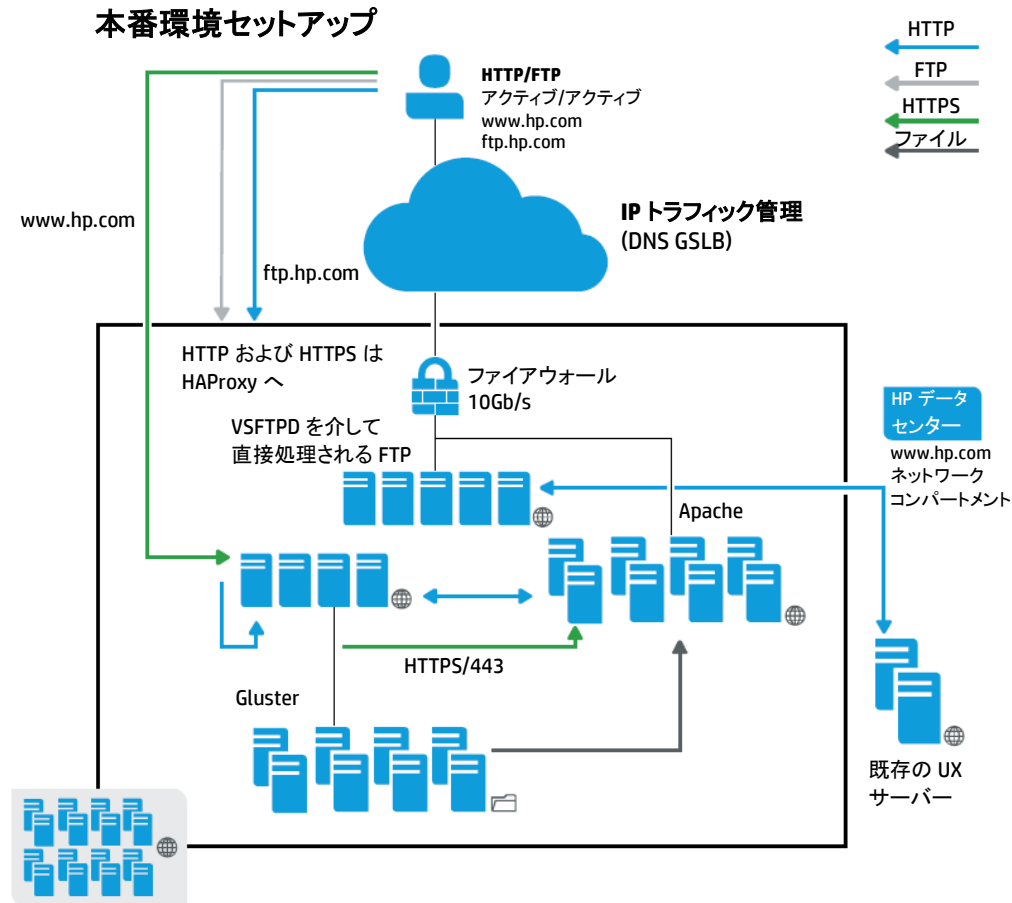 本番環境セットアップ
HTTP/FTP
アクティブ/アクティブ
www.hp.com
ftp.hp.com
HTTP
FTP
HTTPS
ファイル
www.hp.com
ftp.hp.com
IP トラフィック管理
(DNS GSLB)
HTTP および HTTPS は
HAProxy へ
ファイアウォール
10Gb/s
VSFTPD を介して
直接処理される FTP
HP データ
センター
www.hp.com
ネットワーク
コンパートメント
Apache
HTTPS/443
Gluster
既存の UX
サーバー